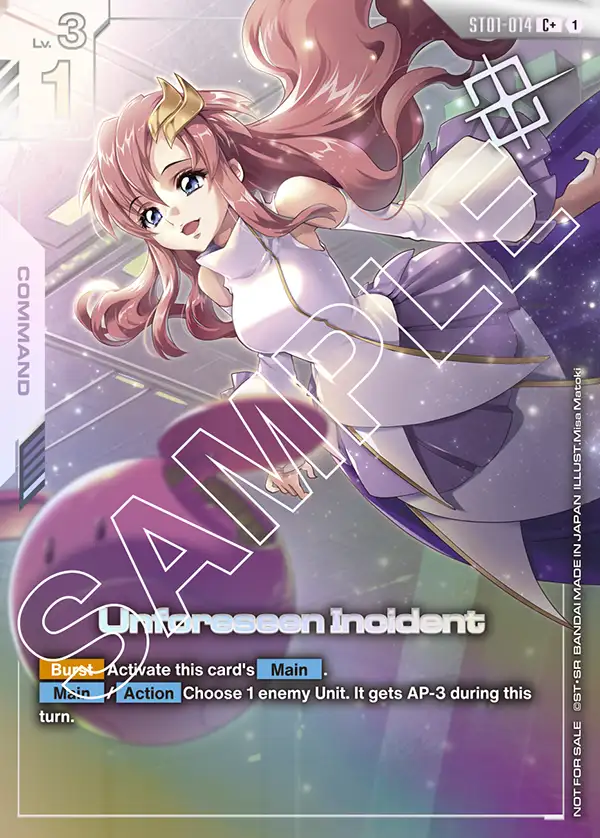 Lv. 3
1
ST01-014 C+ 1
COMMAND
SAMPLE
Unforeseen Incident
Burst Activate this card's Main .
Main / Action Choose 1 enemy Unit. It gets AP-3 during this
turn.
NOT FOR SALE ©ST・SR BANDAI MADE IN JAPAN ILLUST.Misa Matoki